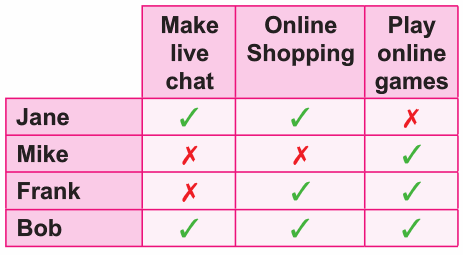 Make live chat
Online Shopping
Play online games
Jane ✓ ✓ ✗
Mike ✗ ✗ ✓
Frank ✗ ✓ ✓
Bob ✓ ✓ ✓